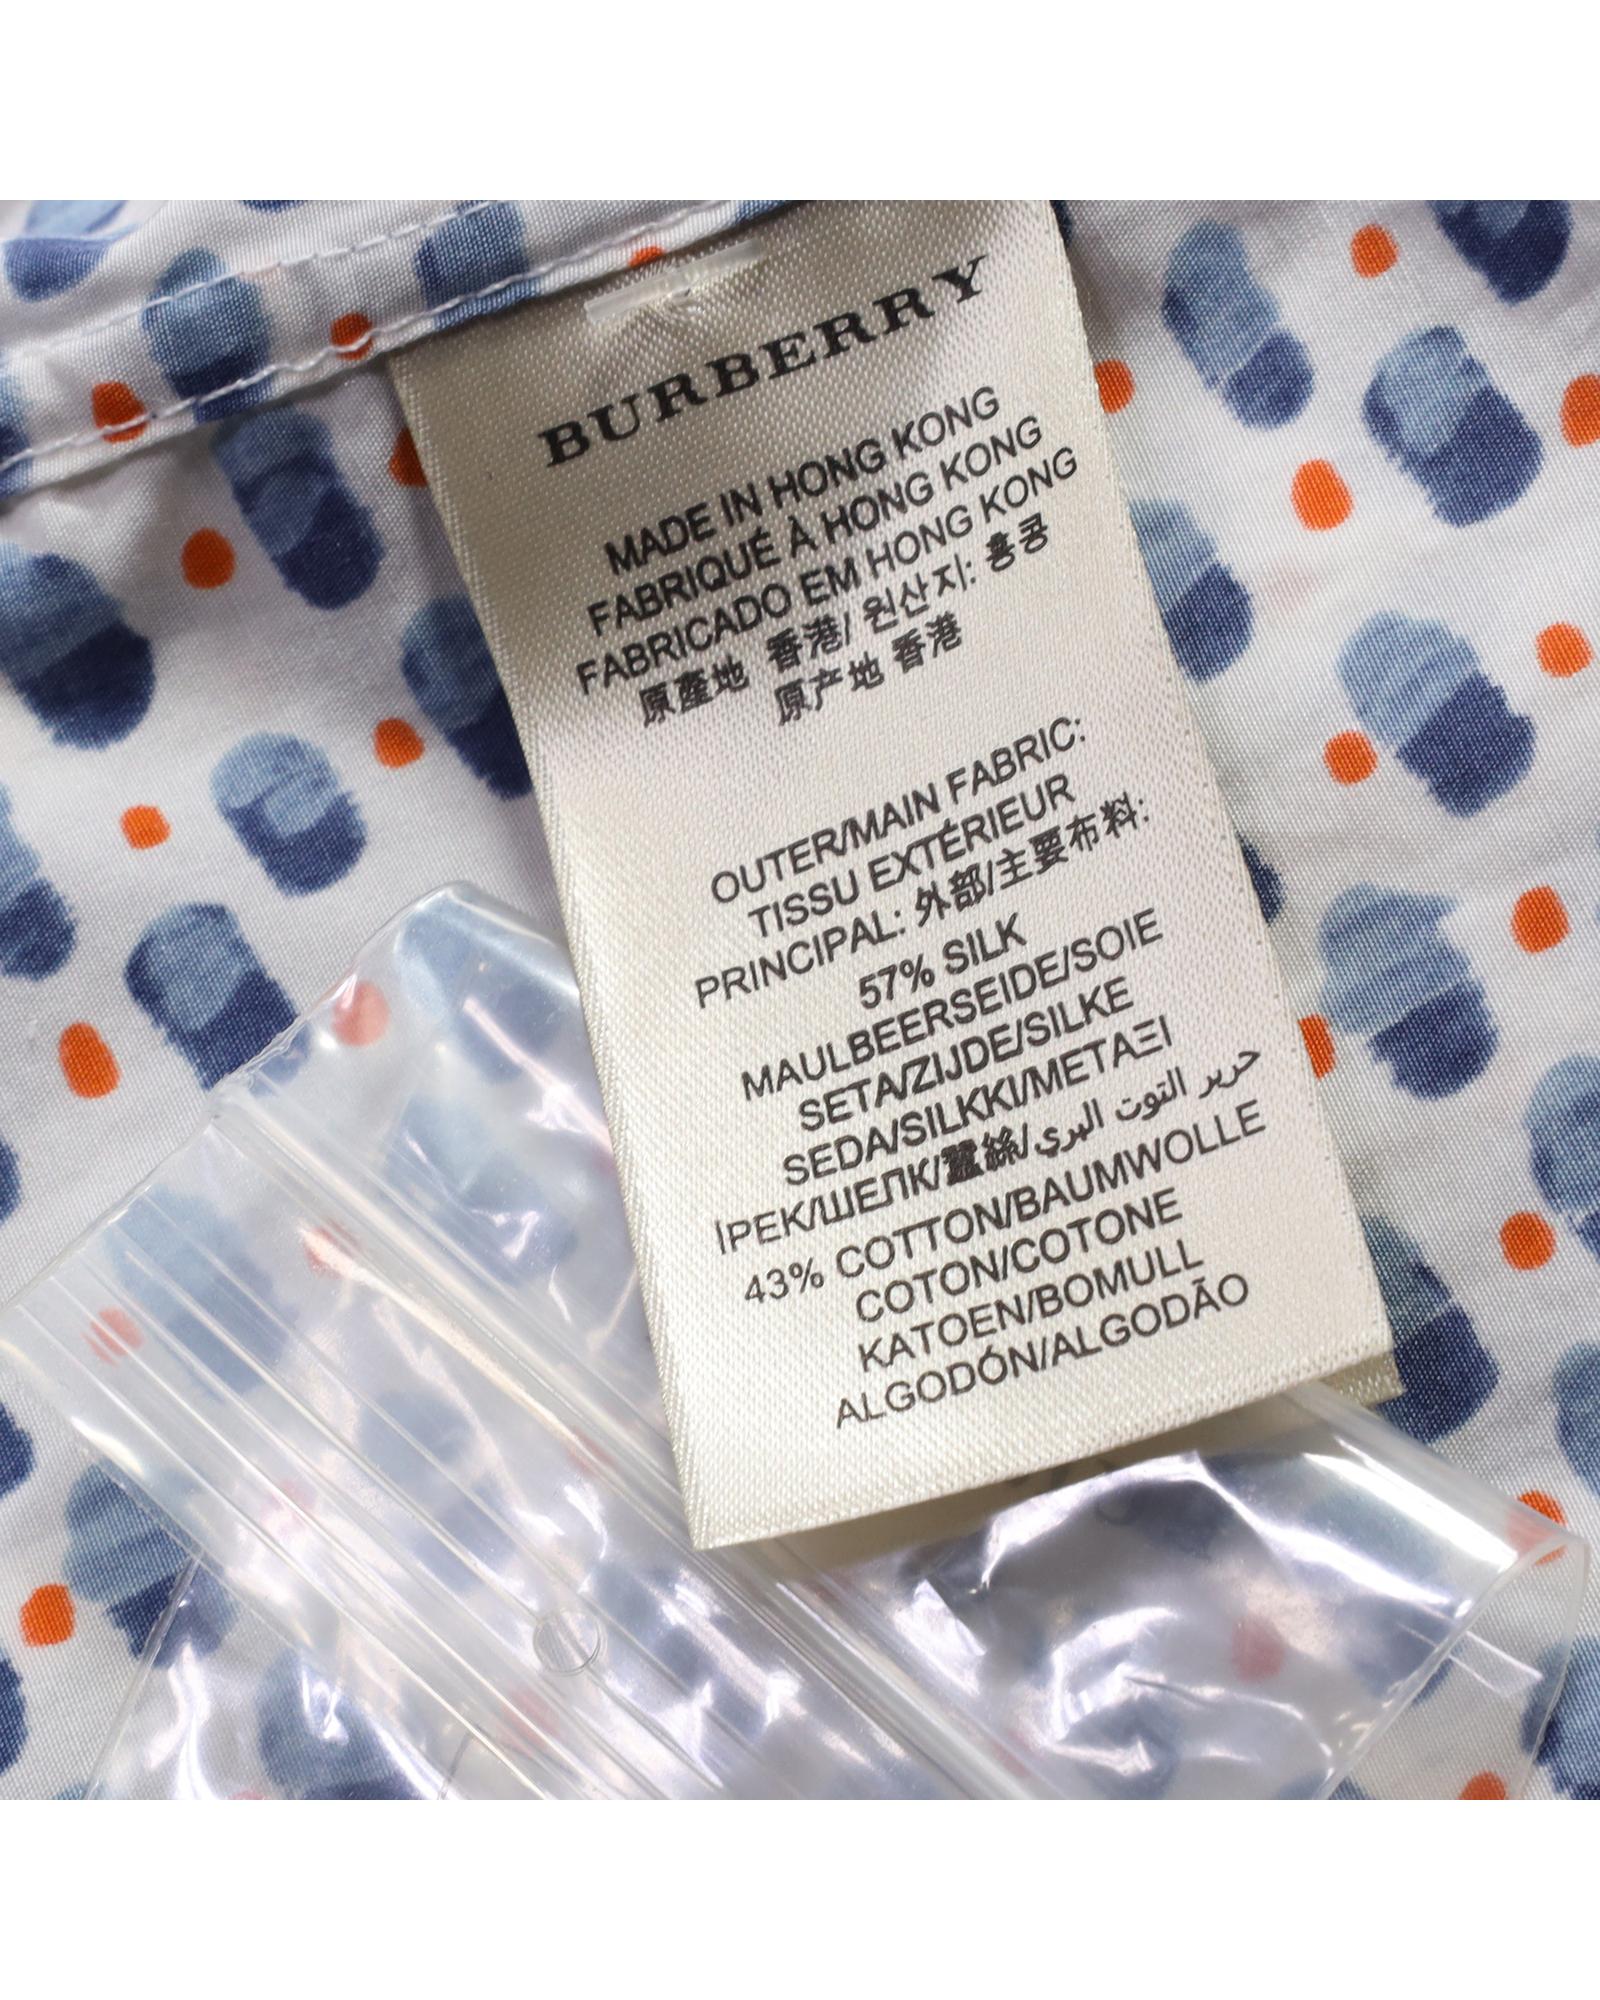 BURBERRY
MADE IN HONG KONG
FABRIQUÉ À HONG KONG
FABRICADO EM HONG KONG
原產地 香港/ 원산지: 홍콩
原产地 香港
OUTER/MAIN FABRIC:
TISSU EXTÉRIEUR
PRINCIPAL: 外部/主要布料:
57% SILK
MAULBEERSEIDE/SOIE
SETA/ZIJDE/SILKE
SEDA/SILKKI/ΜΕΤΑΞΙ
İPEK/ШЕЛК/蠶絲/حرير التوت البري
43% COTTON/BAUMWOLLE
COTON/COTONE
KATOEN/BOMULL
ALGODÓN/ALGODÃO